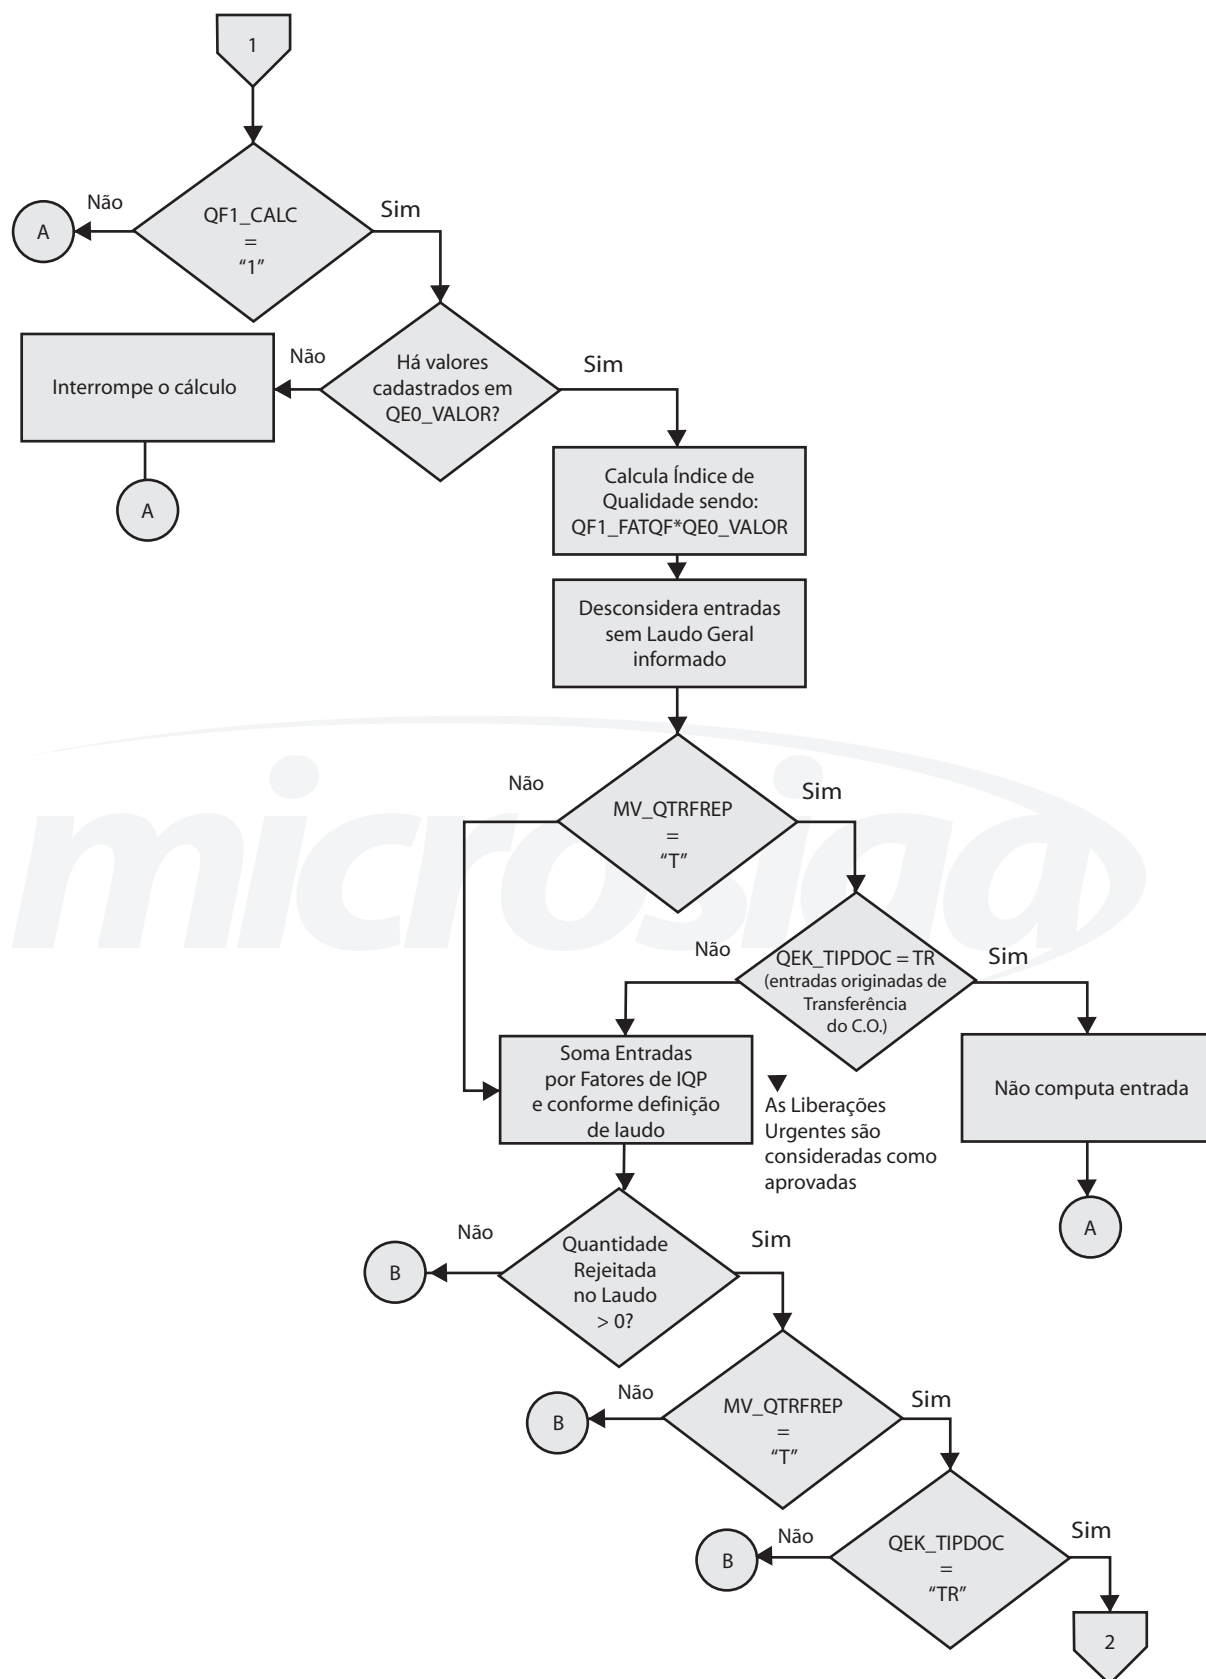 1
QF1_CALC
=
“1”
Não
Sim
A
Há valores
cadastrados em
QE0_VALOR?
Não
Sim
Interrompe o cálculo
A
Calcula Índice de
Qualidade sendo:
QF1_FATQF*QE0_VALOR
Desconsidera entradas
sem Laudo Geral
informado
microsiga
MV_QTRFREP
=
“T”
Não
Sim
QEK_TIPDOC = TR
(entradas originadas de
Transferência
do C.O.)
Não
Sim
Soma Entradas
por Fatores de IQP
e conforme definição
de laudo
As Liberações
Urgentes são
consideradas como
aprovadas
Não computa entrada
A
Quantidade
Rejeitada
no Laudo
> 0?
Não
Sim
B
MV_QTRFREP
=
“T”
Não
Sim
B
QEK_TIPDOC
=
“TR”
Não
Sim
B
2